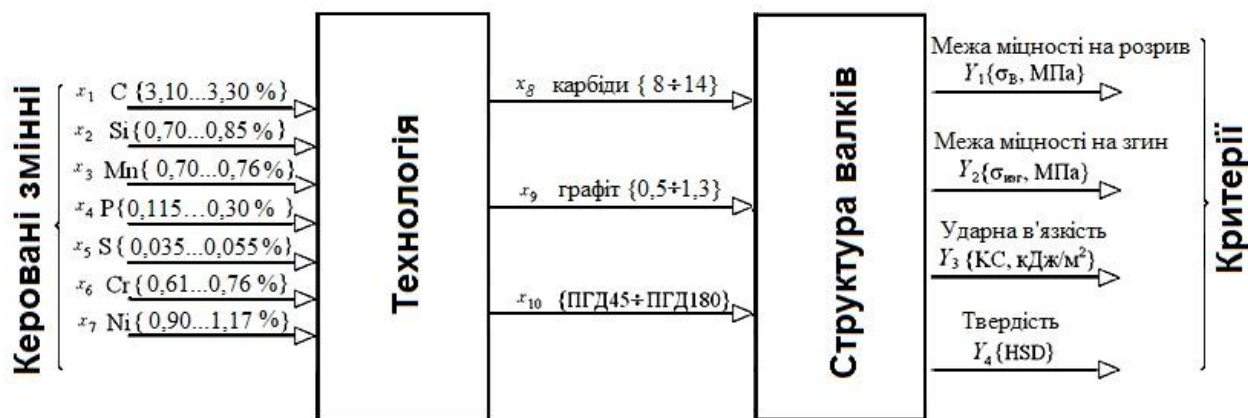 Керовані змінні
x₁ C {3,10...3,30 %}
x₂ Si{0,70...0,85 %}
x₃ Mn{ 0,70...0,76 %}
x₄ P{0,115...0,30 % }
x₅ S { 0,035...0,055 %}
x₆ Cr{ 0,61...0,76 %}
x₇ Ni{ 0,90...1,17 %}
Технологія
x₈ карбіди { 8÷14}
x₉ графіт {0,5÷1,3}
x₁₀ {ПГД45÷ПГД180}
Структура валків
Межа міцності на розрив
Y₁{σ_В, МПа}
Межа міцності на згин
Y₂{σ_изг, МПа}
Ударна в'язкість
Y₃ {КС, кДж/м²}
Твердість
Y₄{HSD}
Критерії